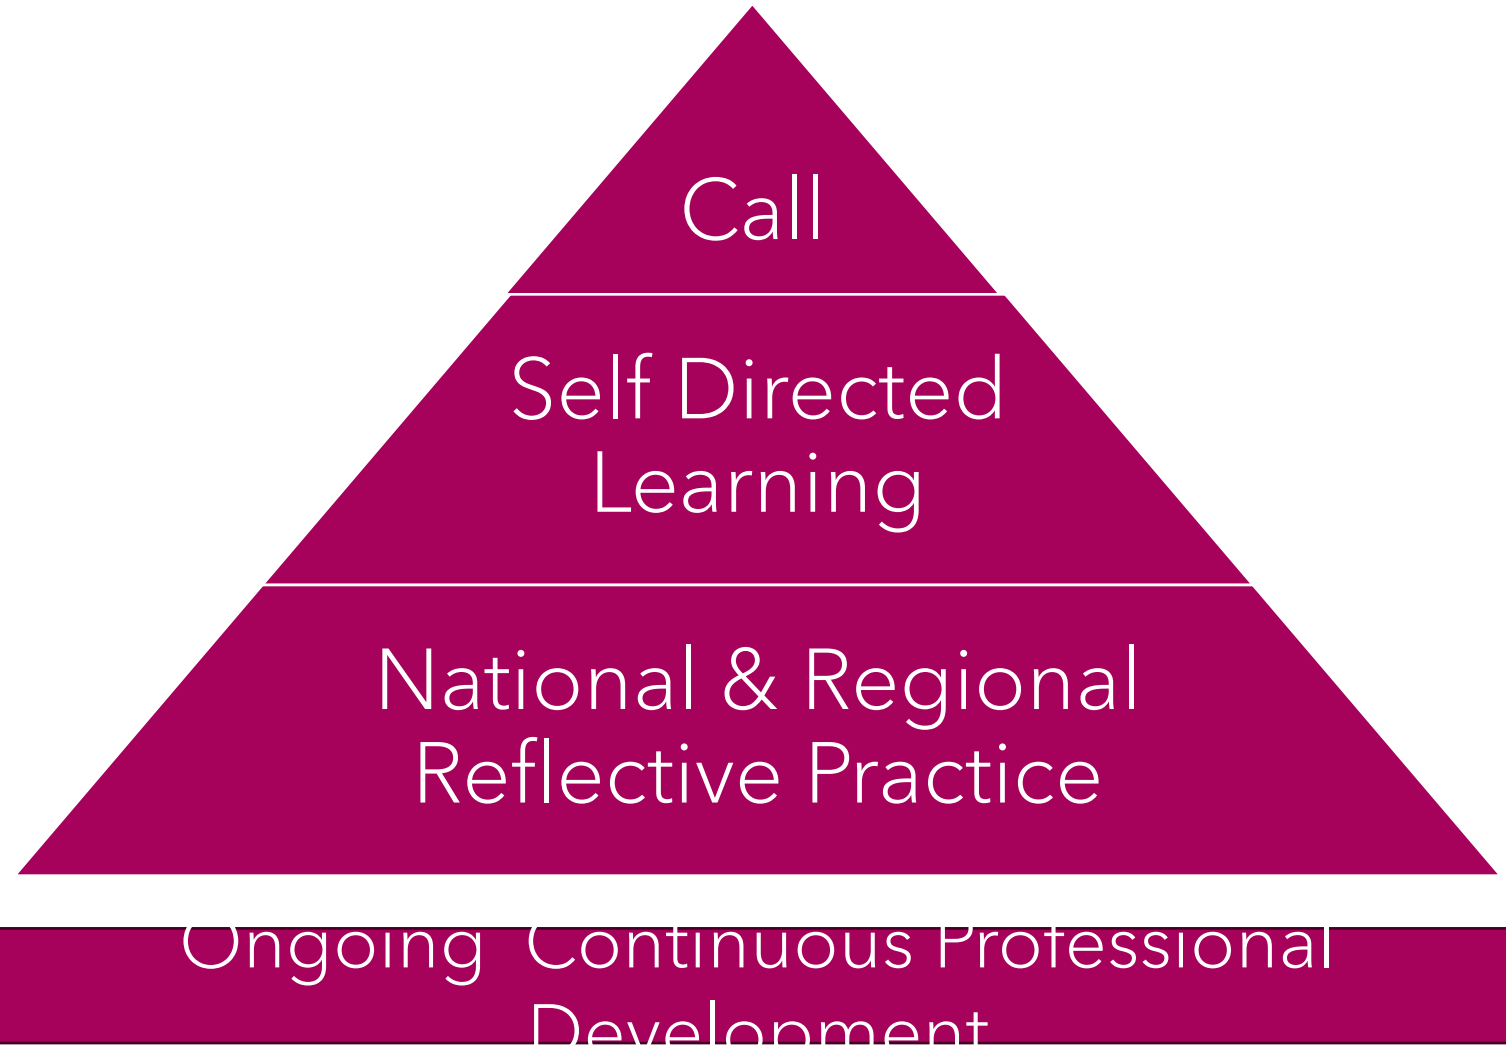 Call
Self Directed
Learning
National & Regional
Reflective Practice
Ongoing  Continuous Professional
Development